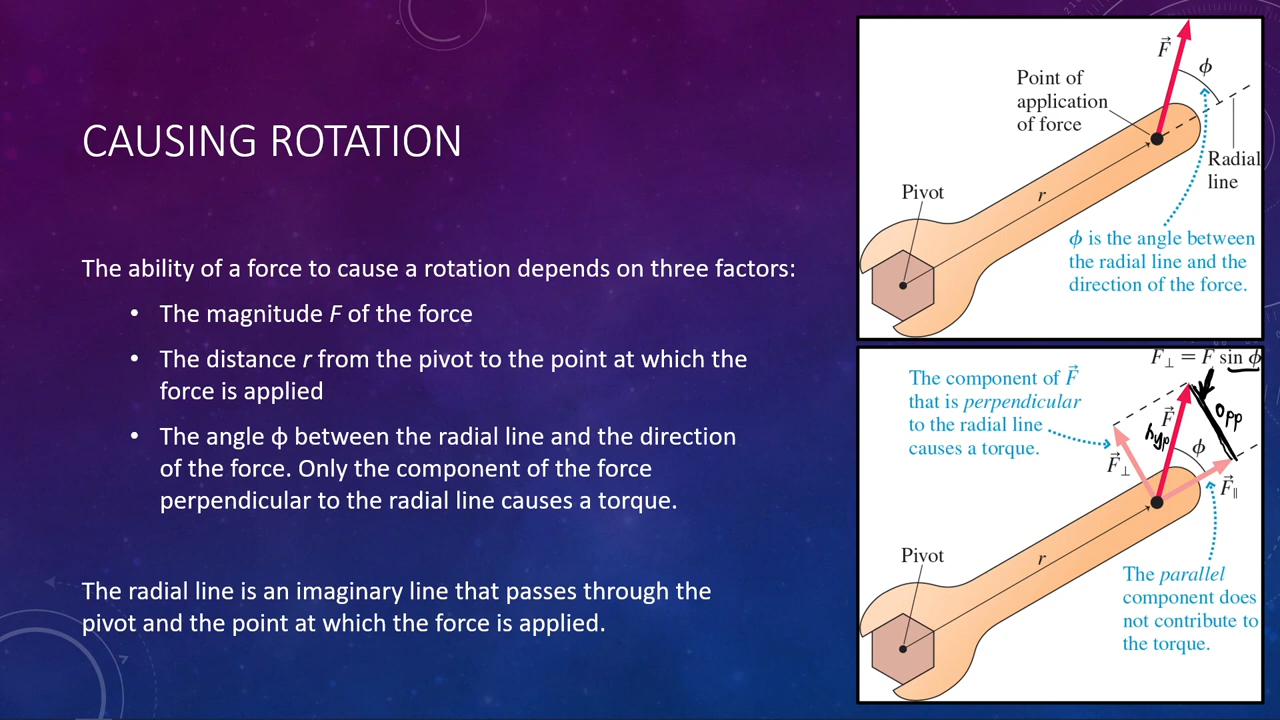 CAUSING ROTATION
The ability of a force to cause a rotation depends on three factors:
• The magnitude F of the force
• The distance r from the pivot to the point at which the
force is applied
• The angle ϕ between the radial line and the direction
of the force. Only the component of the force
perpendicular to the radial line causes a torque.
The radial line is an imaginary line that passes through the
pivot and the point at which the force is applied.
F⃗
ϕ
Point of
application
of force
Radial
line
Pivot
r
ϕ is the angle between
the radial line and the
direction of the force.
F⊥ = F sin ϕ
The component of F⃗
that is perpendicular
to the radial line
causes a torque.
opp
F⃗
hyp
ϕ
F⃗⊥
F⃗∥
Pivot
r
The parallel
component does
not contribute to
the torque.